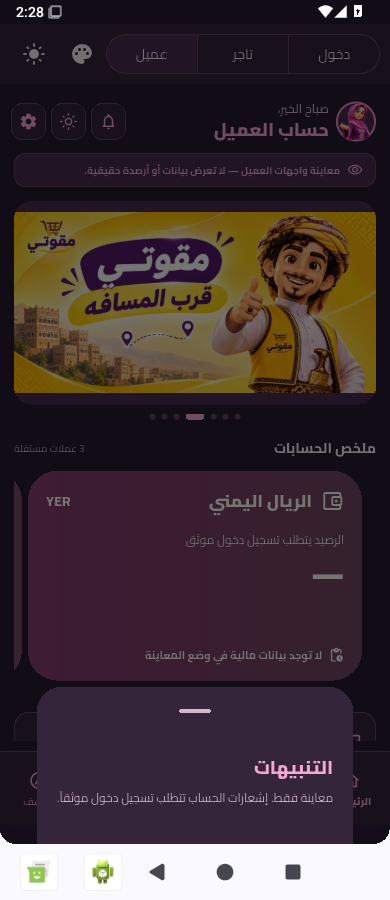 2:28
دخول
تاجر
عميل
صباح الخير،
حساب العميل
معاينة واجهات العميل — لا تعرض بيانات أو أرصدة حقيقية.
مقوتي
مقوتي
قرب المسافه
مقوتي
ملخص الحسابات
3 عملات مستقلة
الريال اليمني
YER
الرصيد يتطلب تسجيل دخول موثق
لا توجد بيانات مالية في وضع المعاينة
التنبيهات
معاينة فقط. إشعارات الحساب تتطلب تسجيل دخول موثقاً.